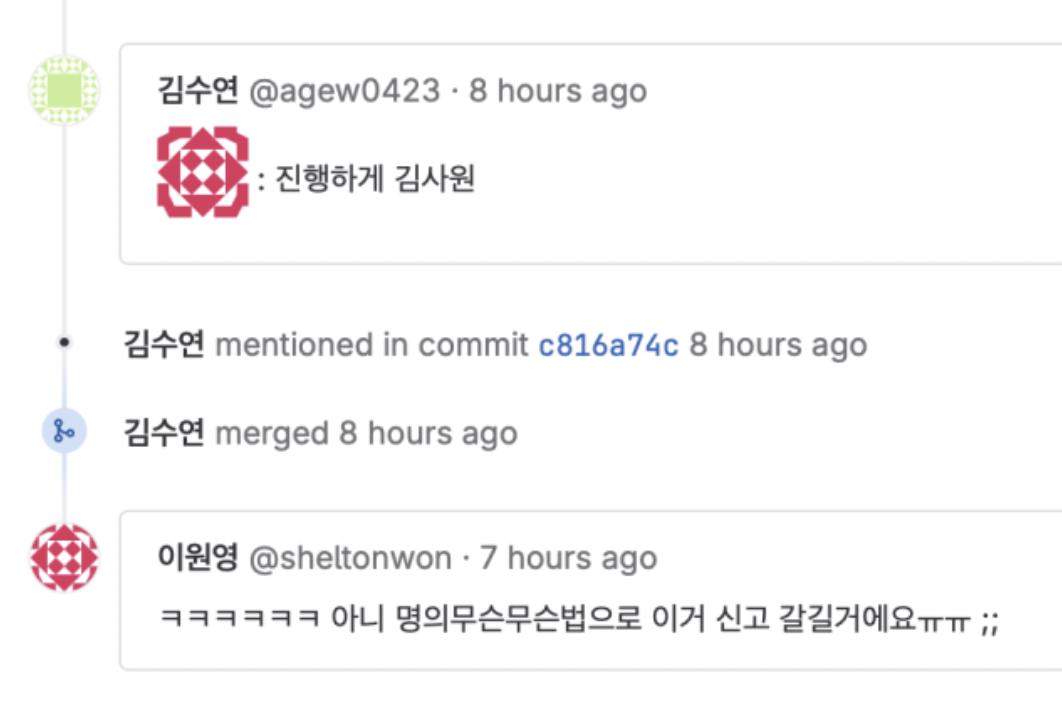 김수연 @agew0423 · 8 hours ago
: 진행하게 김사원
김수연 mentioned in commit c816a74c 8 hours ago
김수연 merged 8 hours ago
이원영 @sheltonwon · 7 hours ago
ㅋㅋㅋㅋㅋㅋ 아니 명의무슨무슨법으로 이거 신고 갈길거에요ㅠㅠ ;;